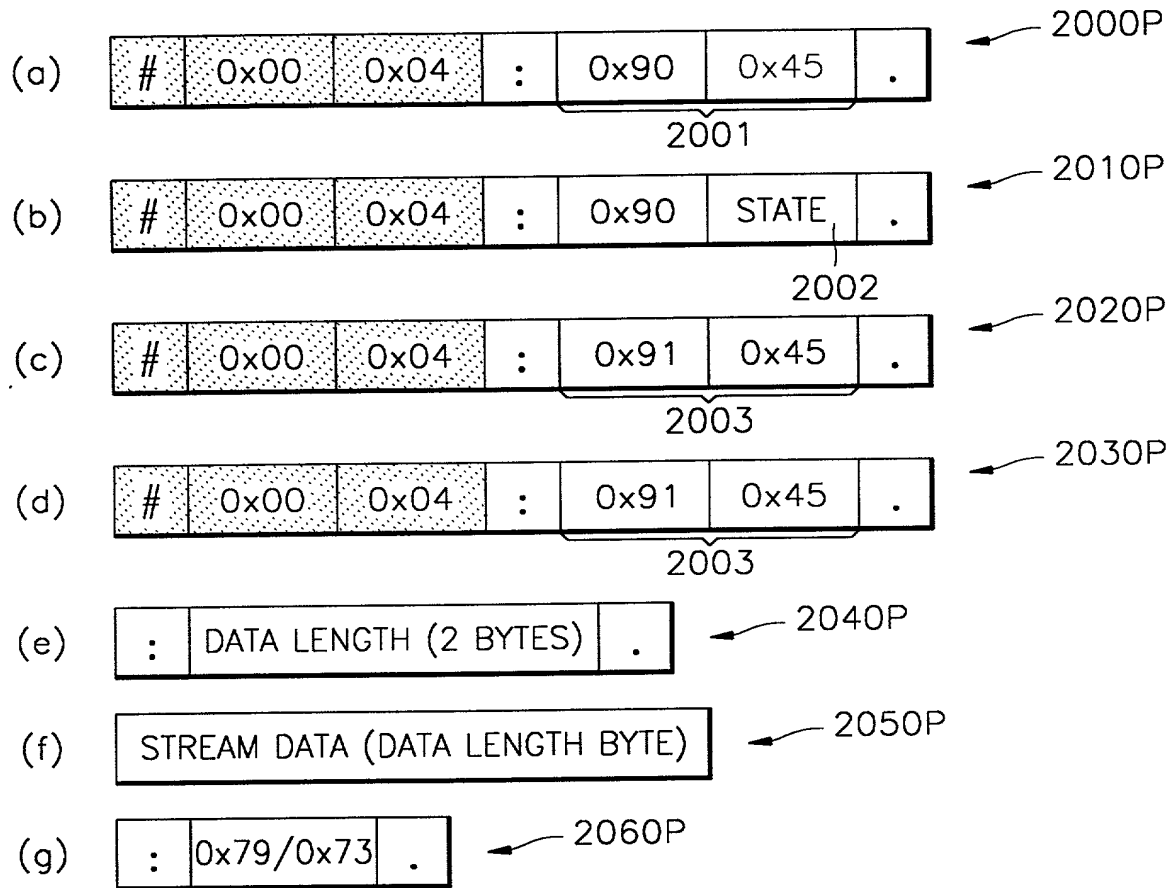 (a) # 0x00 0x04 : 0x90 0x45 . 2000P
2001
(b) # 0x00 0x04 : 0x90 STATE . 2010P
2002
(c) # 0x00 0x04 : 0x91 0x45 . 2020P
2003
(d) # 0x00 0x04 : 0x91 0x45 . 2030P
2003
(e) : DATA LENGTH (2 BYTES) . 2040P
(f) STREAM DATA (DATA LENGTH BYTE) 2050P
(g) : 0x79/0x73 . 2060P